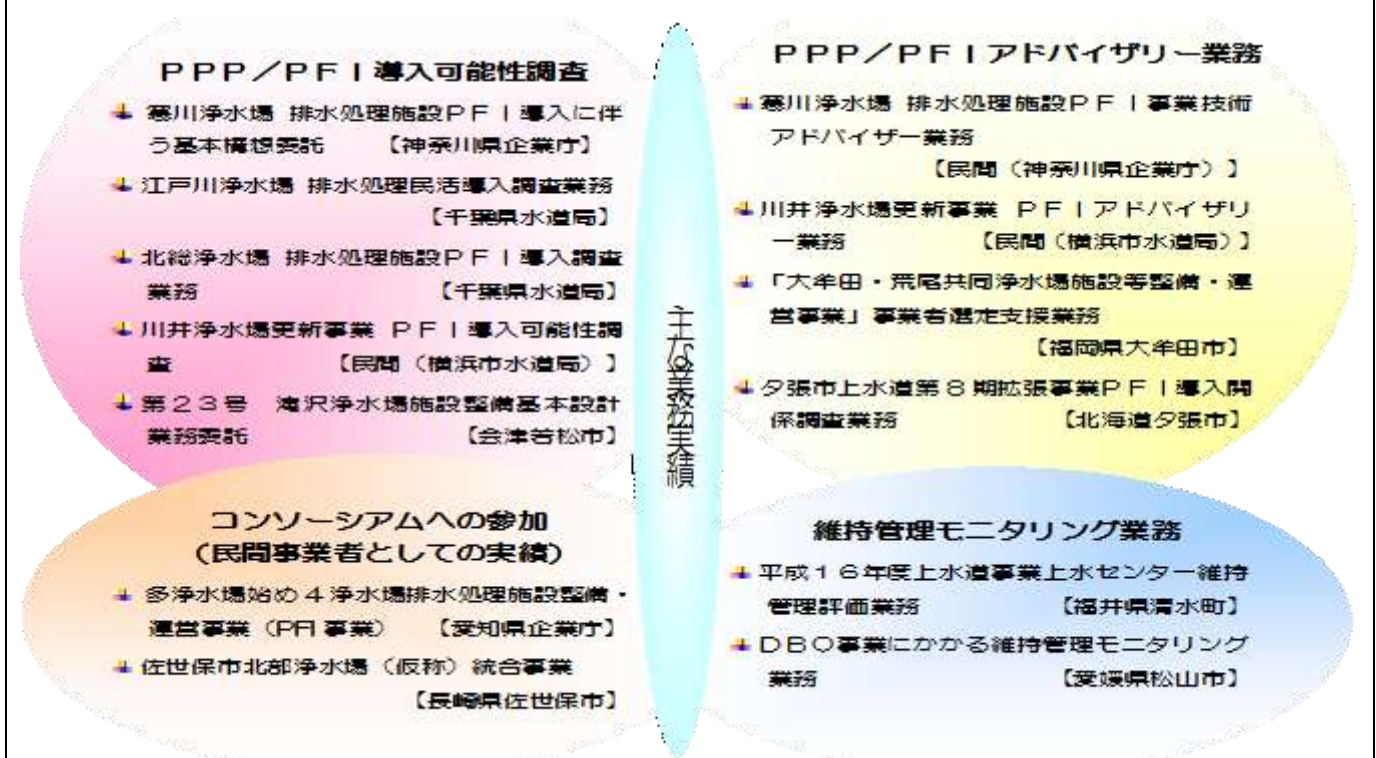 PPP/PFI導入可能性調査
寒川浄水場 排水処理施設PFI導入に伴
う基本構想委託 【神奈川県企業庁】
江戸川浄水場 排水処理民活導入調査業務
【千葉県水道局】
北総浄水場 排水処理施設PFI導入調査
業務 【千葉県水道局】
川井浄水場更新事業 PFI導入可能性調
査 【民間(横浜市水道局)】
第23号 滝沢浄水場施設整備基本設計
業務委託 【会津若松市】
PPP/PFIアドバイザリー業務
寒川浄水場 排水処理施設PFI事業技術
アドバイザー業務
【民間(神奈川県企業庁)】
川井浄水場更新事業 PFIアドバイザリ
ー業務 【民間(横浜市水道局)】
「大牟田・荒尾共同浄水場施設等整備・運
営事業」事業者選定支援業務
【福岡県大牟田市】
夕張市上水道第8期拡張事業PFI導入関
係調査業務 【北海道夕張市】
主な業務実績
コンソーシアムへの参加
(民間事業者としての実績)
多浄水場始め4浄水場排水処理施設整備・
運営事業(PFI事業) 【愛知県企業庁】
佐世保市北部浄水場(仮称)統合事業
【長崎県佐世保市】
維持管理モニタリング業務
平成16年度上水道事業上水センター維持
管理評価業務 【福井県清水町】
DBO事業にかかる維持管理モニタリング
業務 【愛媛県松山市】